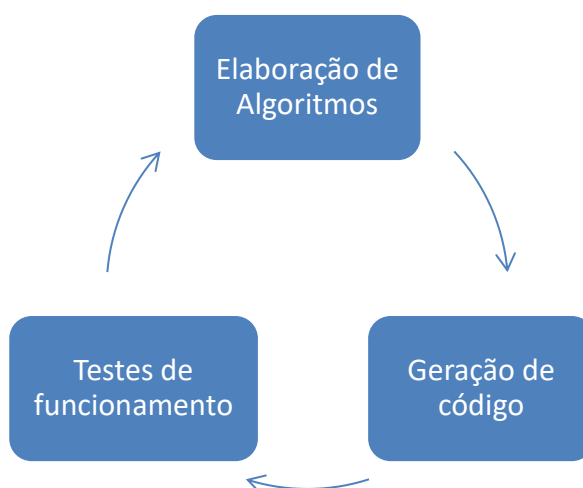 Elaboração de
Algoritmos
Geração de
código
Testes de
funcionamento